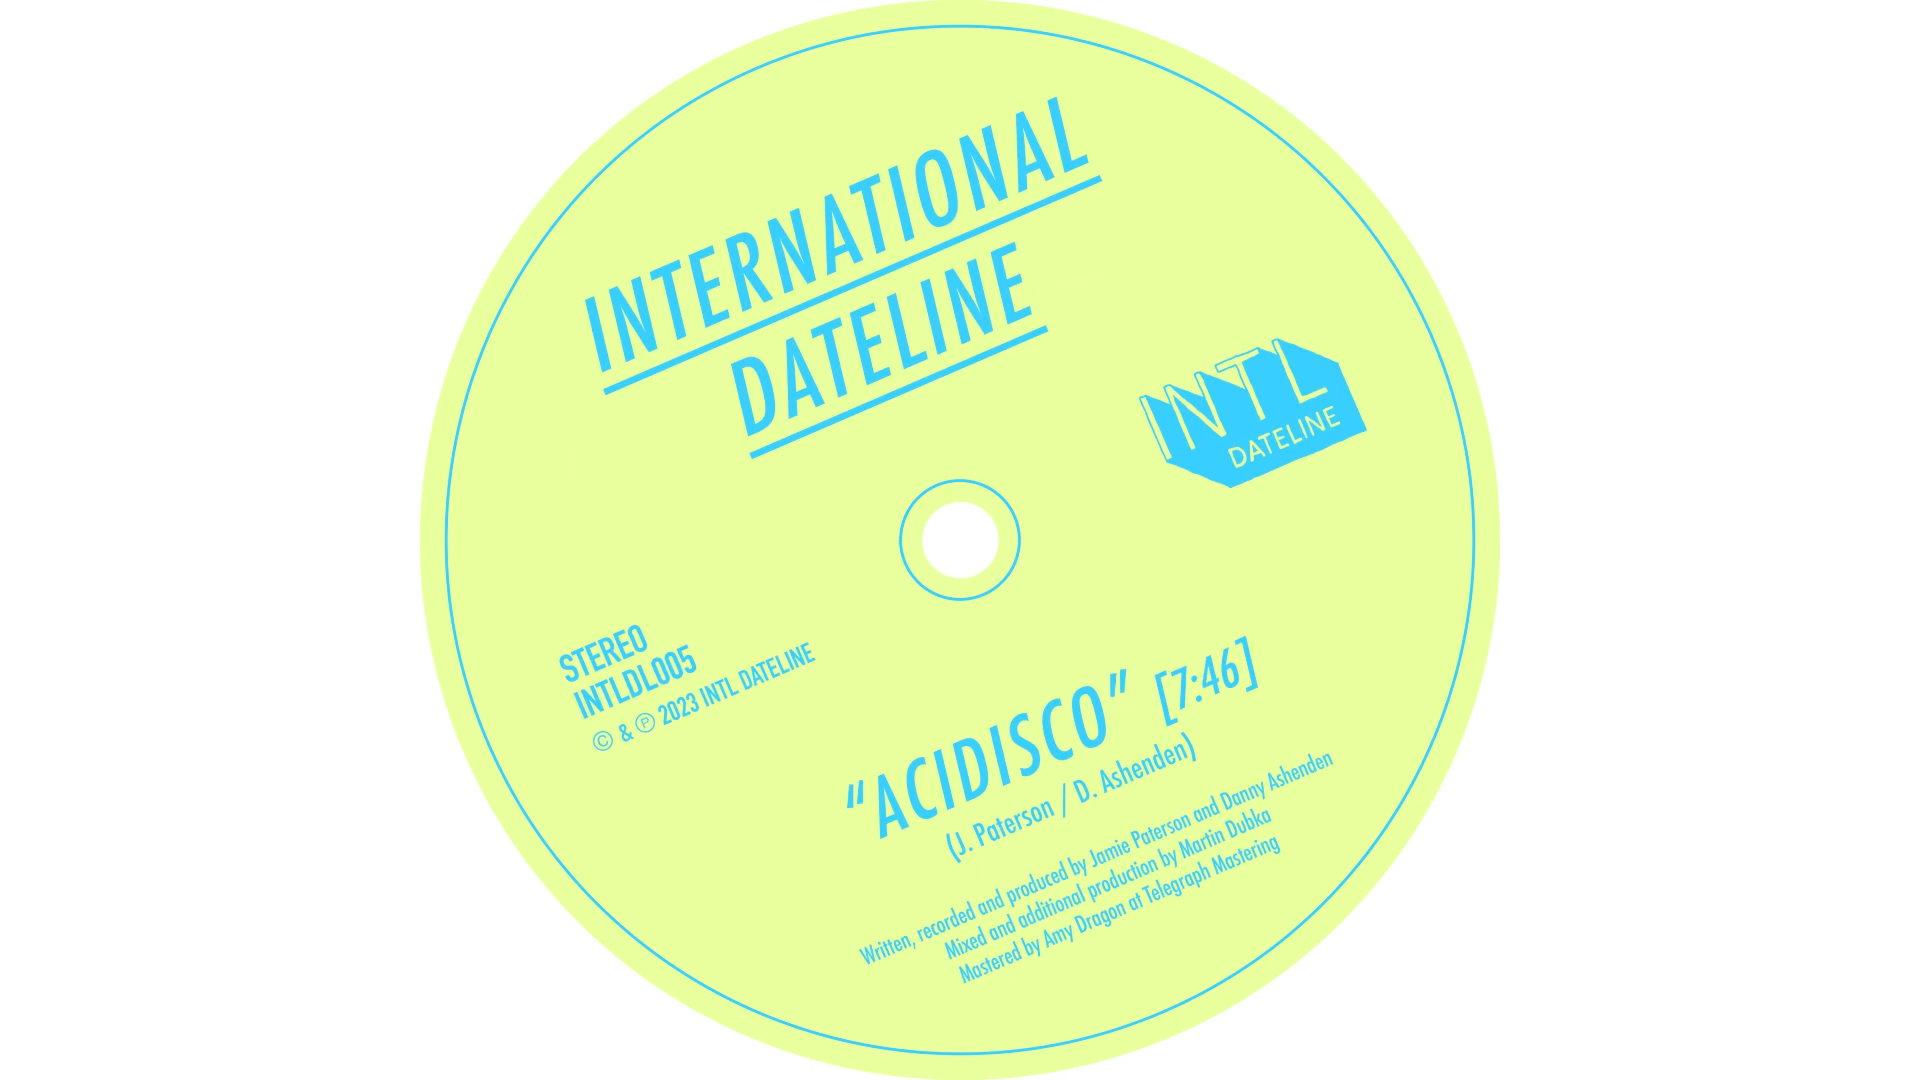 INTERNATIONAL
DATELINE
INTL
DATELINE
STEREO
INTLDL005
© & ℗ 2023 INTL DATELINE
“ACIDISCO” [7:46]
(J. Paterson / D. Ashenden)
Written, recorded and produced by Jamie Paterson and Danny Ashenden
Mixed and additional production by Martin Dubka
Mastered by Amy Dragon at Telegraph Mastering